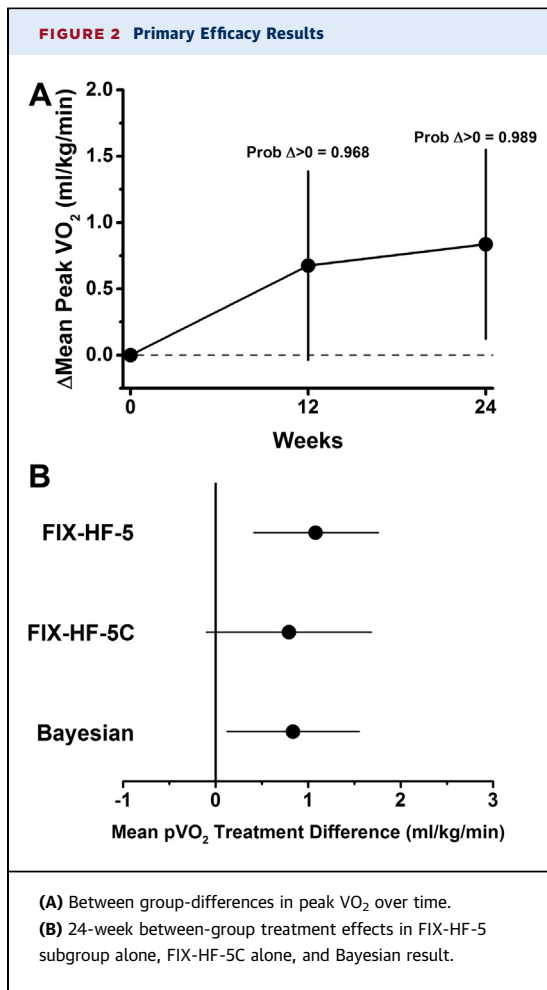 FIGURE 2 Primary Efficacy Results
A
ΔMean Peak VO₂ (ml/kg/min)
2.0
1.5
1.0
0.5
0.0
Prob Δ>0 = 0.968
Prob Δ>0 = 0.989
0 12 24
Weeks
B
FIX-HF-5
FIX-HF-5C
Bayesian
-1 0 1 2 3
Mean pVO₂ Treatment Difference (ml/kg/min)
(A) Between group-differences in peak VO₂ over time.
(B) 24-week between-group treatment effects in FIX-HF-5
subgroup alone, FIX-HF-5C alone, and Bayesian result.